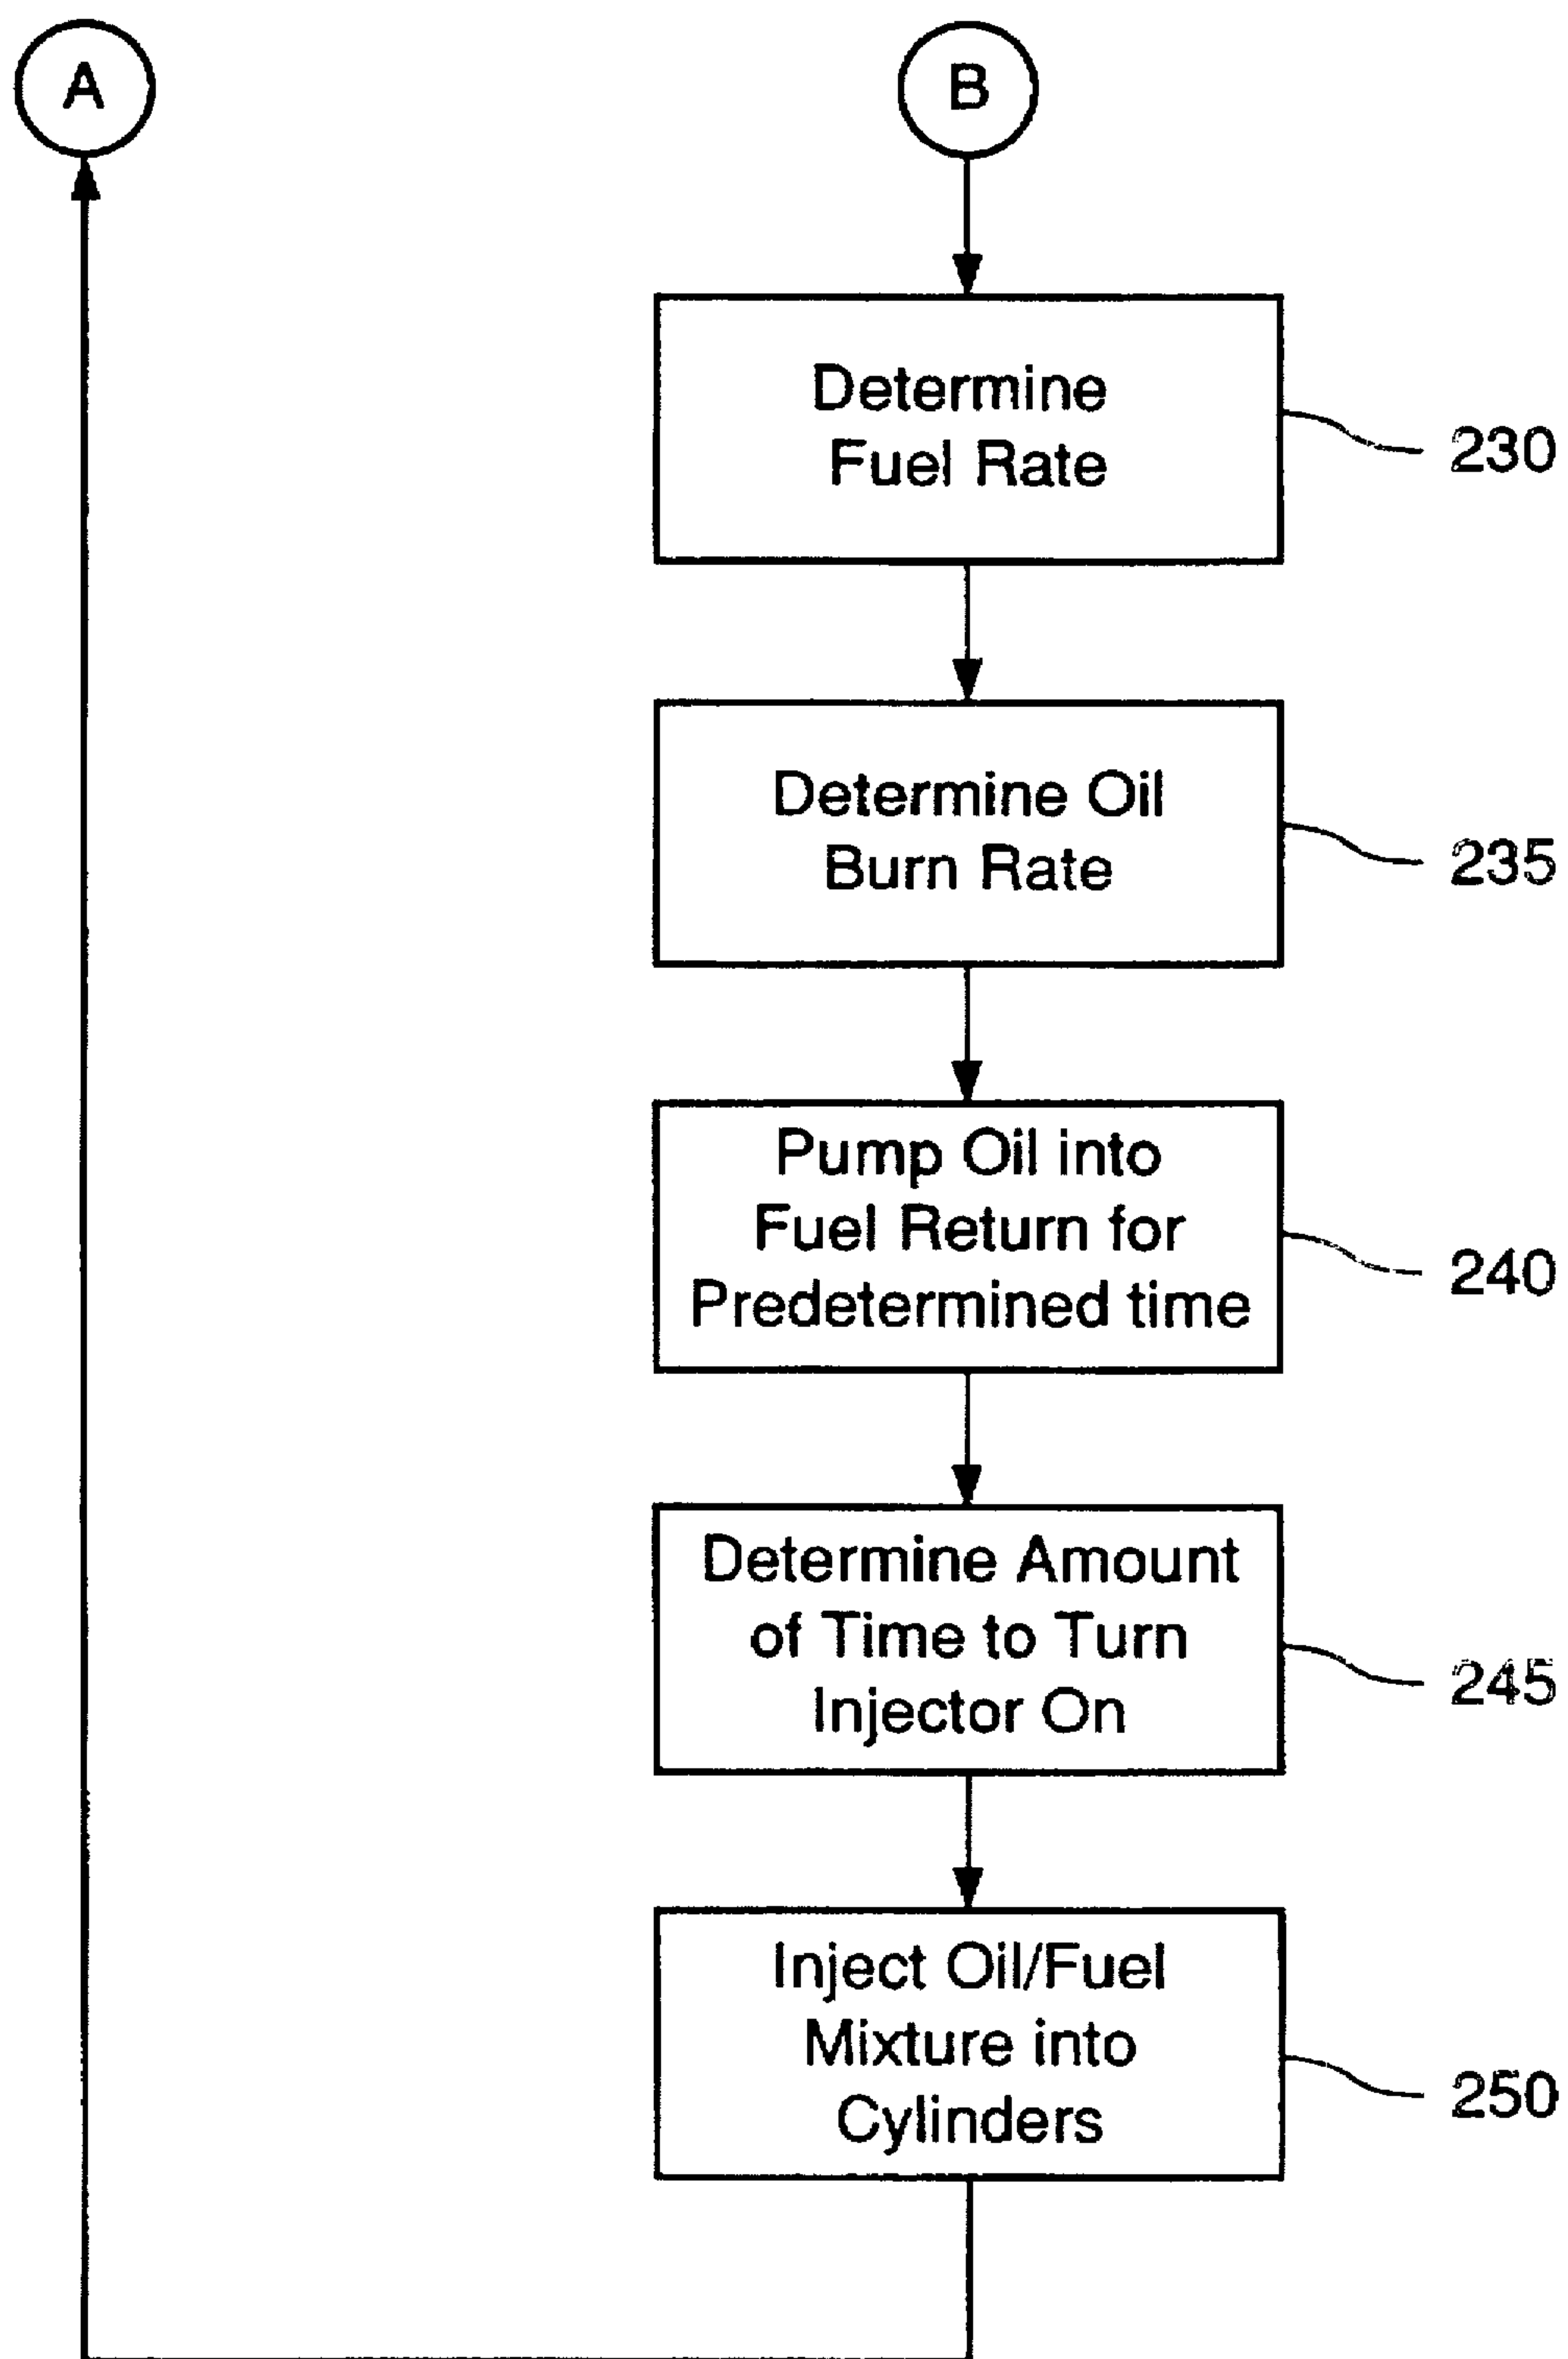 A
B
Determine
Fuel Rate
230
Determine Oil
Burn Rate
235
Pump Oil into
Fuel Return for
Predetermined time
240
Determine Amount
of Time to Turn
Injector On
245
Inject Oil/Fuel
Mixture into
Cylinders
250